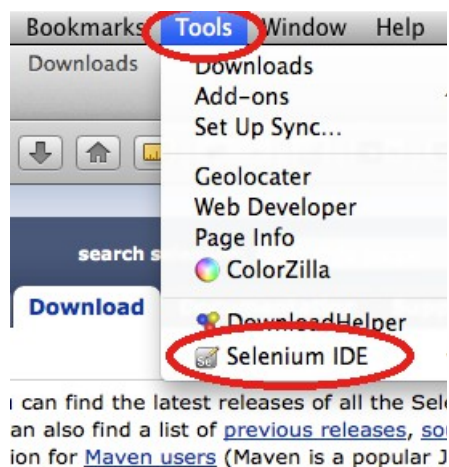 Bookmarks Tools Window Help
Downloads
Downloads
Add-ons
Set Up Sync...
Geolocater
Web Developer
Page Info
ColorZilla
DownloadHelper
Selenium IDE
search
Download
can find the latest releases of all the
an also find a list of previous releases,
ion for Maven users (Maven is a popular